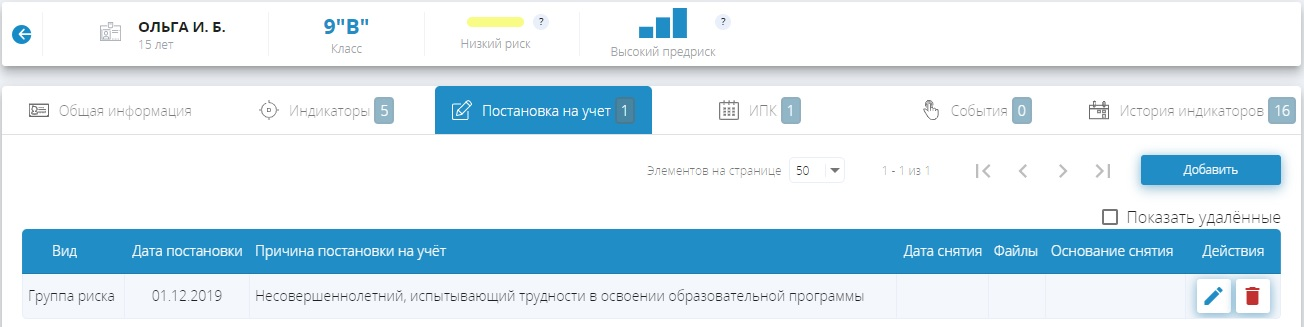 ОЛЬГА И. Б.
15 лет
9"В"
Класс
?
Низкий риск
?
Высокий предриск
Общая информация
Индикаторы 5
Постановка на учет 1
ИПК 1
События 0
История индикаторов 16
Элементов на странице 50 1 - 1 из 1
Добавить
Показать удалённые
Вид Дата постановки Причина постановки на учёт Дата снятия Файлы Основание снятия Действия
Группа риска 01.12.2019 Несовершеннолетний, испытывающий трудности в освоении образовательной программы